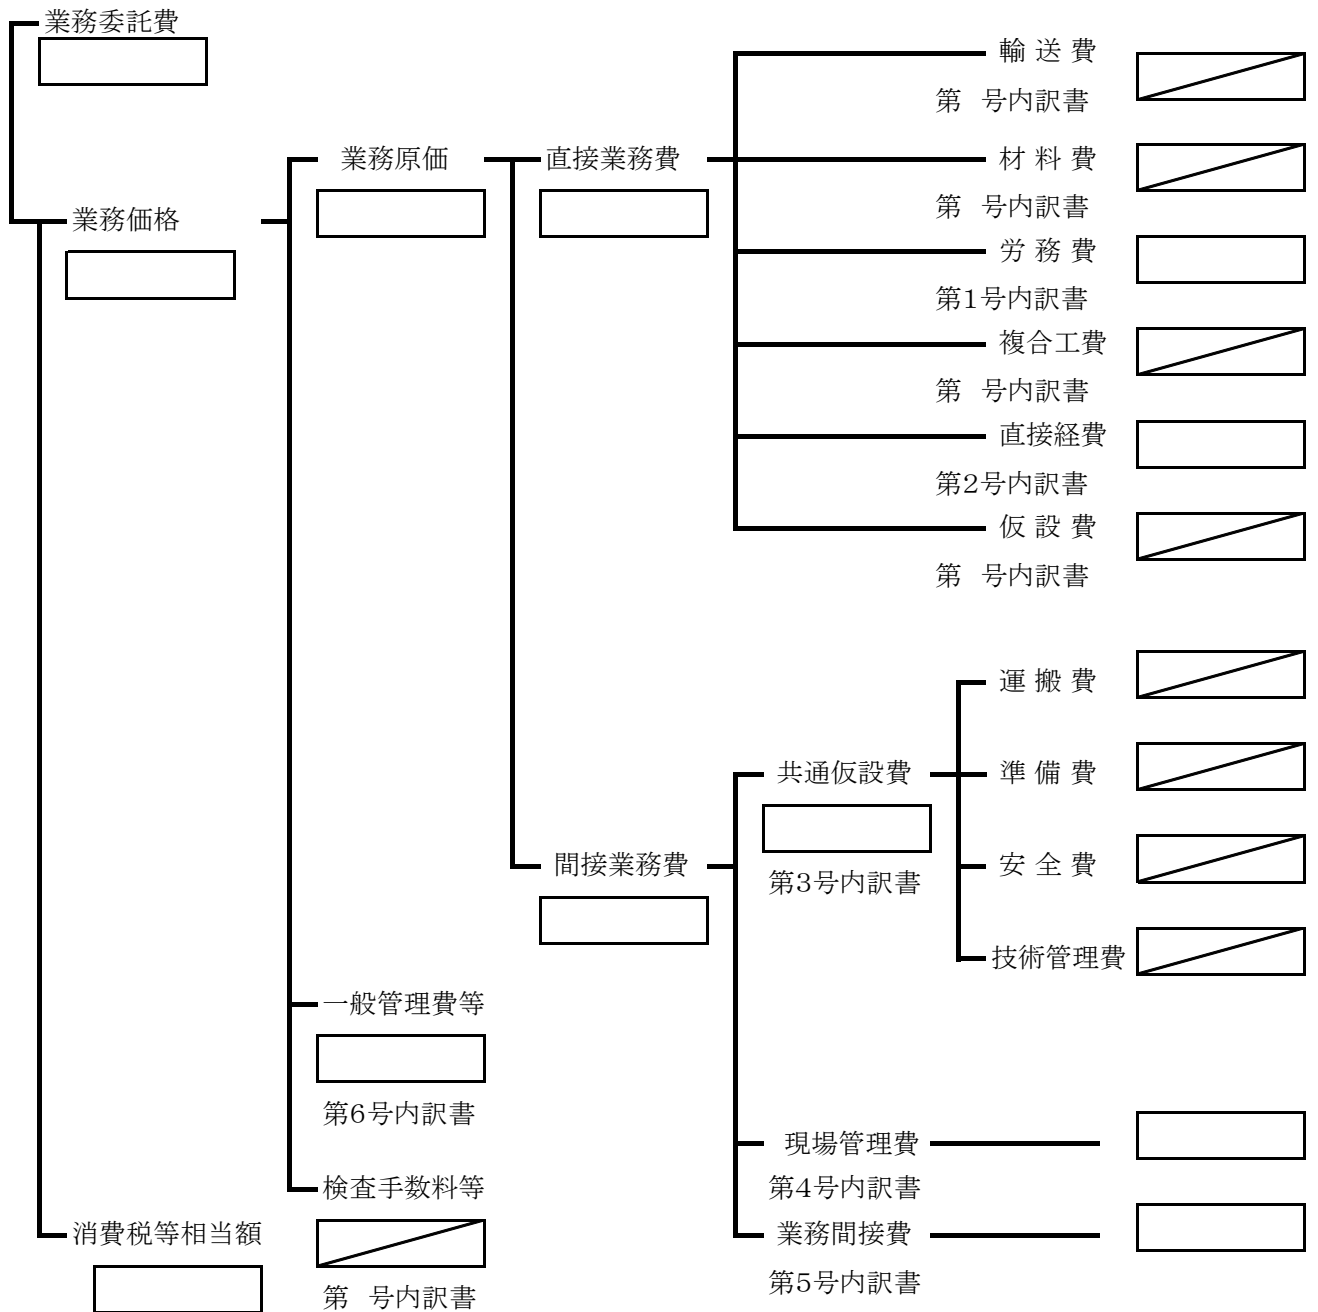 業務委託費
輸 送 費
第　号内訳書
業務原価
直接業務費
材 料 費
第　号内訳書
業務価格
労 務 費
第1号内訳書
複合工費
第　号内訳書
直接経費
第2号内訳書
仮 設 費
第　号内訳書
運 搬 費
共通仮設費
準 備 費
間接業務費
安 全 費
第3号内訳書
技術管理費
一般管理費等
第6号内訳書
現場管理費
第4号内訳書
検査手数料等
消費税等相当額
業務間接費
第5号内訳書
第　号内訳書